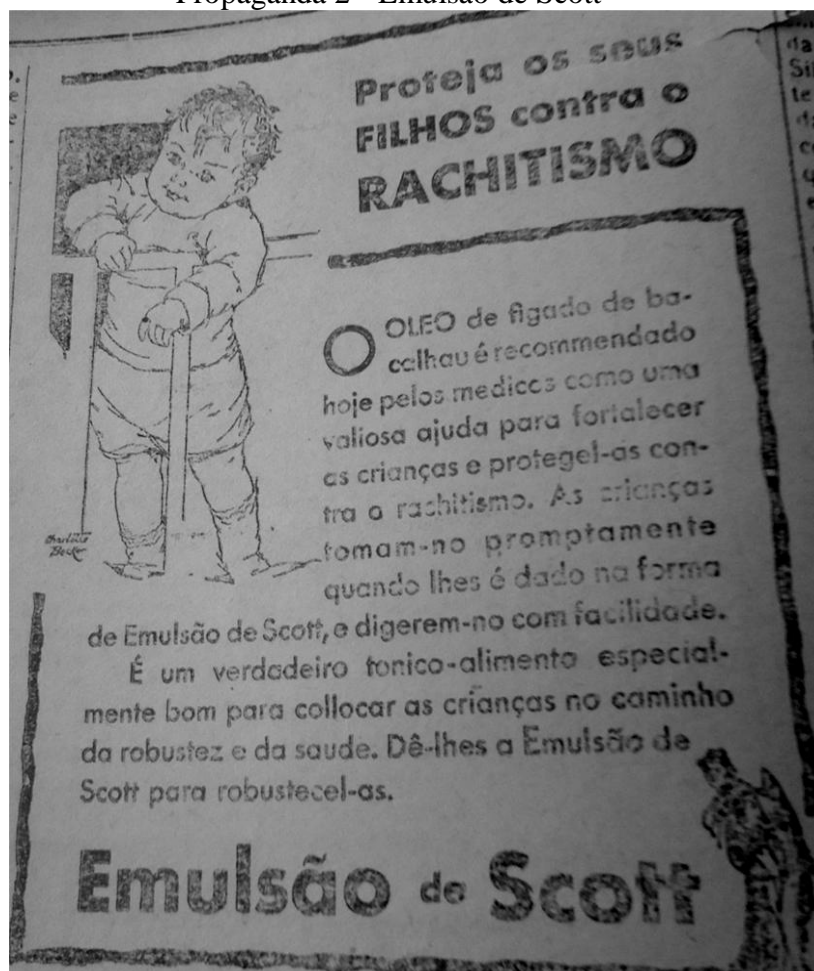 Propaganda 2 – Emulsão de Scott
Proteja os seus
FILHOS contra o
RACHITISMO
O OLEO de figado de ba-
calhau é recommendado
hoje pelos medicos como uma
valiosa ajuda para fortalecer
as crianças e protegel-as con-
tra o rachitismo. As crianças
tomam-no promptamente
quando lhes é dado na forma
de Emulsão de Scott, e digerem-no com facilidade.
É um verdadeiro tonico-alimento especial-
mente bom para collocar as crianças no caminho
da robustez e da saude. Dê-lhes a Emulsão de
Scott para robustecel-as.
Emulsão de Scott